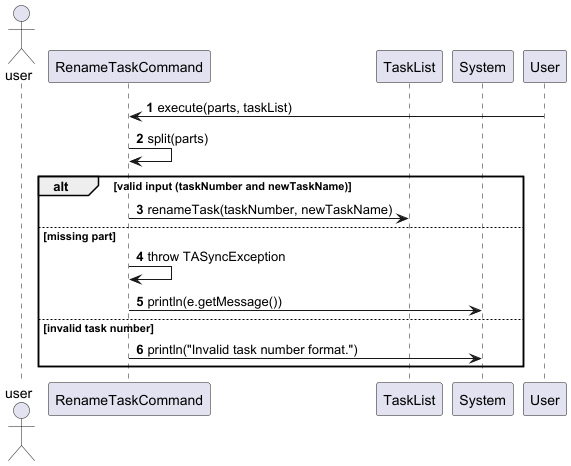 user
RenameTaskCommand
TaskList
System
User
1 execute(parts, taskList)
2 split(parts)
alt [valid input (taskNumber and newTaskName)]
3 renameTask(taskNumber, newTaskName)
[missing part]
4 throw TASyncException
5 println(e.getMessage())
[invalid task number]
6 println("Invalid task number format.")
user
RenameTaskCommand
TaskList
System
User